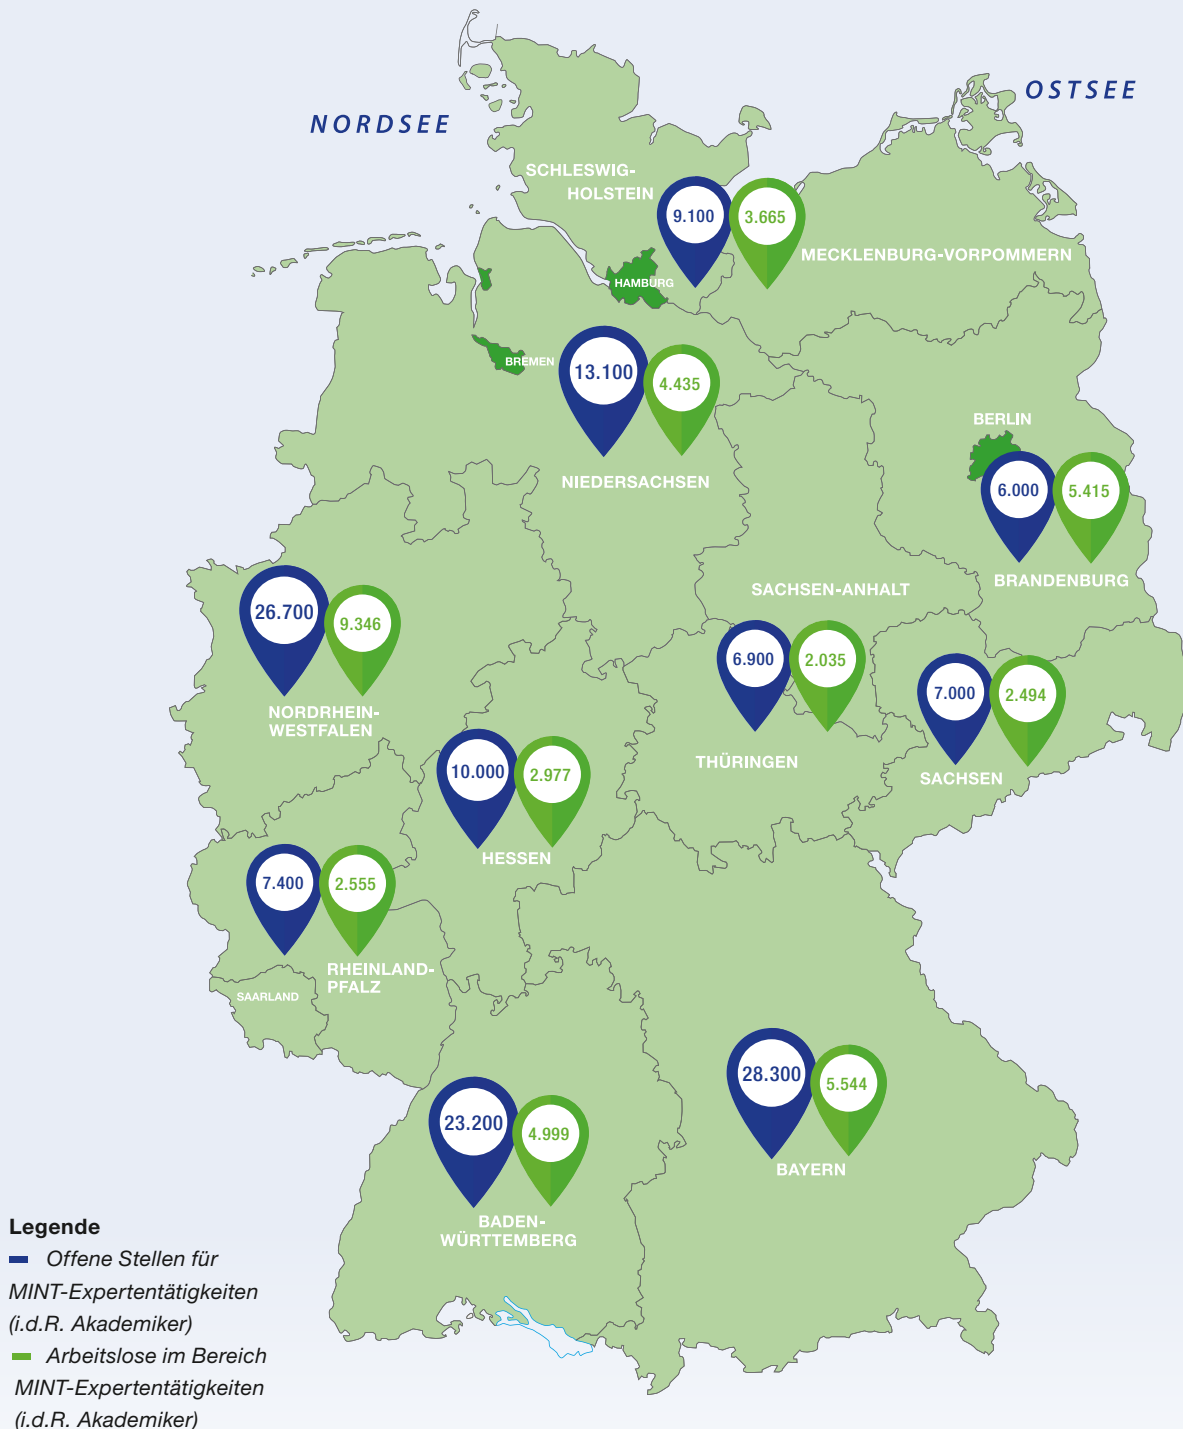 OSTSEE
NORDSEE
SCHLESWIG-
HOLSTEIN
9.100
3.665
MECKLENBURG-VORPOMMERN
HAMBURG
BREMEN
13.100
4.435
NIEDERSACHSEN
BERLIN
6.000
5.415
BRANDENBURG
SACHSEN-ANHALT
26.700
9.346
NORDRHEIN-
WESTFALEN
6.900
2.035
THÜRINGEN
7.000
2.494
SACHSEN
10.000
2.977
HESSEN
7.400
2.555
RHEINLAND-
PFALZ
SAARLAND
28.300
5.544
BAYERN
23.200
4.999
BADEN-
WÜRTTEMBERG
Legende
Offene Stellen für
MINT-Expertentätigkeiten
(i.d.R. Akademiker)
Arbeitslose im Bereich
MINT-Expertentätigkeiten
(i.d.R. Akademiker)